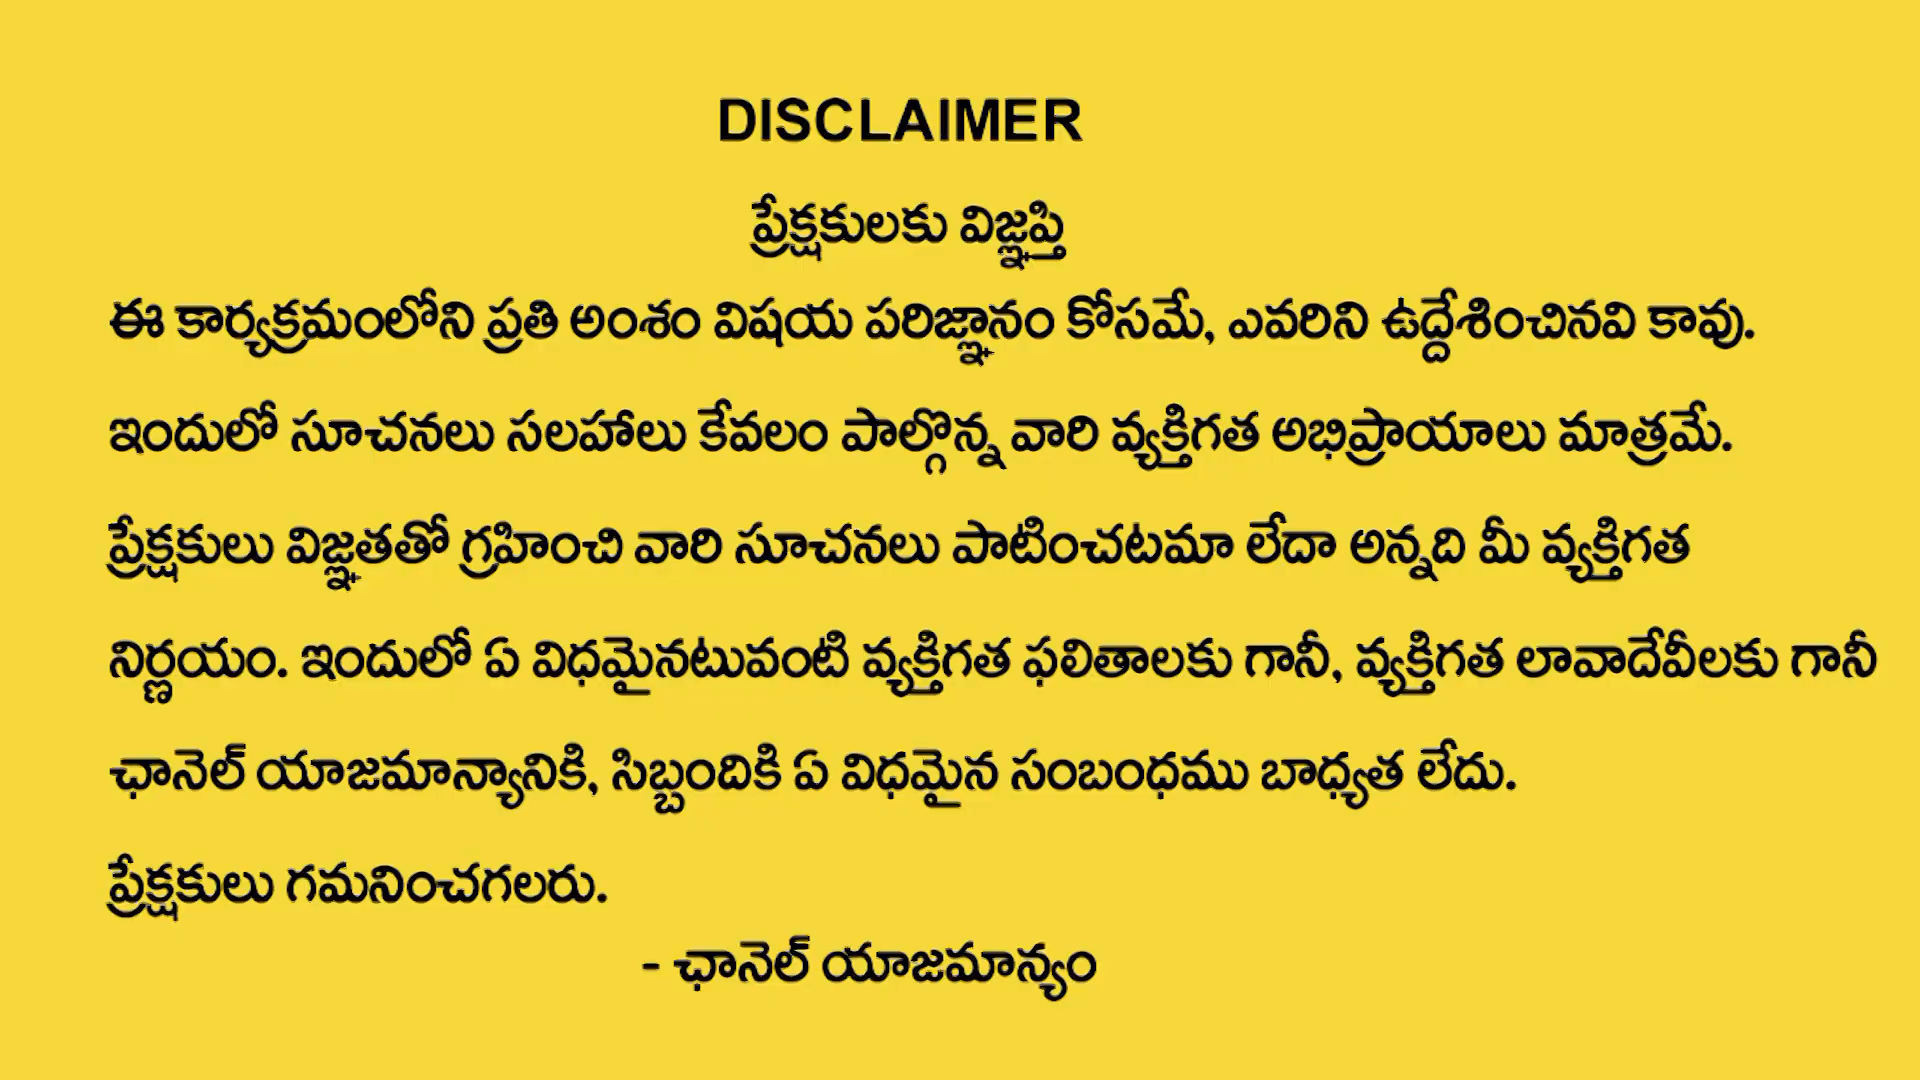 DISCLAIMER
ప్రేక్షకులకు విజ్ఞప్తి
ఈ కార్యక్రమంలోని ప్రతి అంశం విషయ పరిజ్ఞానం కోసమే, ఎవరిని ఉద్దేశించినవి కావు.
ఇందులో సూచనలు సలహాలు కేవలం పాల్గొన్న వారి వ్యక్తిగత అభిప్రాయాలు మాత్రమే.
ప్రేక్షకులు విజ్ఞతతో గ్రహించి వారి సూచనలు పాటించటమా లేదా అన్నది మీ వ్యక్తిగత
నిర్ణయం. ఇందులో ఏ విధమైనటువంటి వ్యక్తిగత ఫలితాలకు గానీ, వ్యక్తిగత లావాదేవీలకు గానీ
ఛానెల్ యాజమాన్యానికి, సిబ్బందికి ఏ విధమైన సంబంధము బాధ్యత లేదు.
ప్రేక్షకులు గమనించగలరు.
- ఛానెల్ యాజమాన్యం